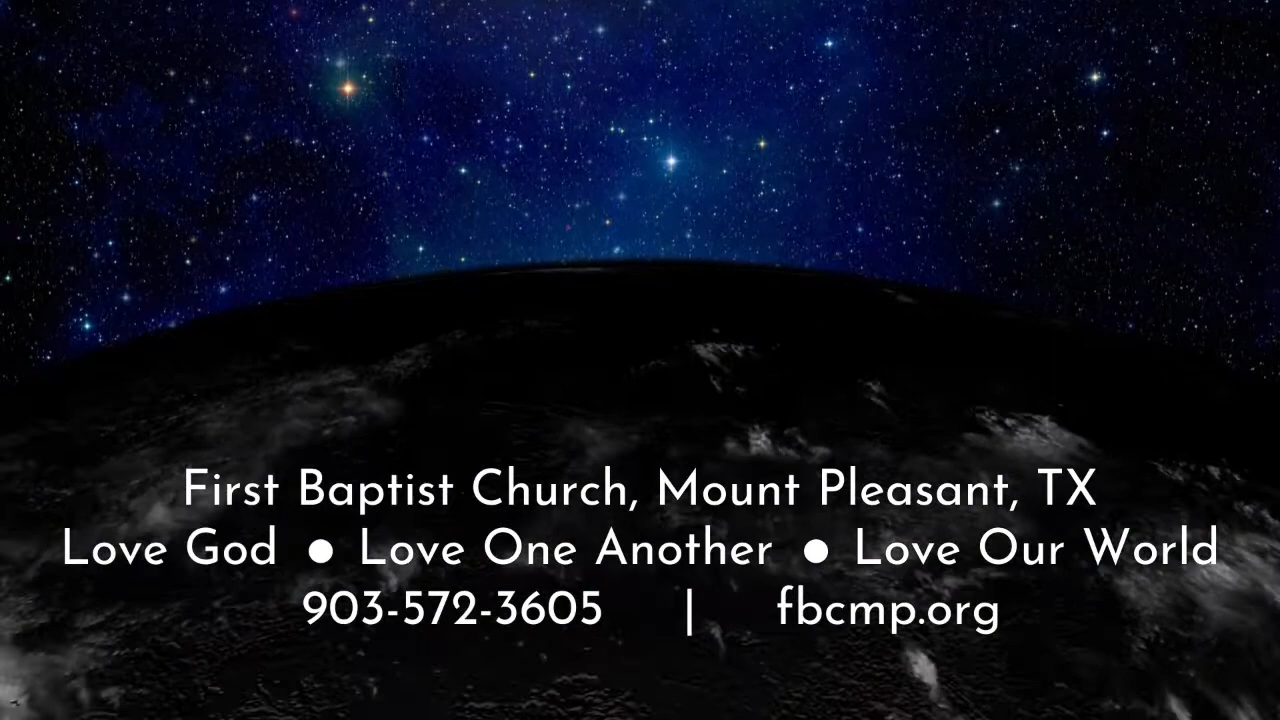 First Baptist Church, Mount Pleasant, TX
Love God ● Love One Another ● Love Our World
903-572-3605 | fbcmp.org